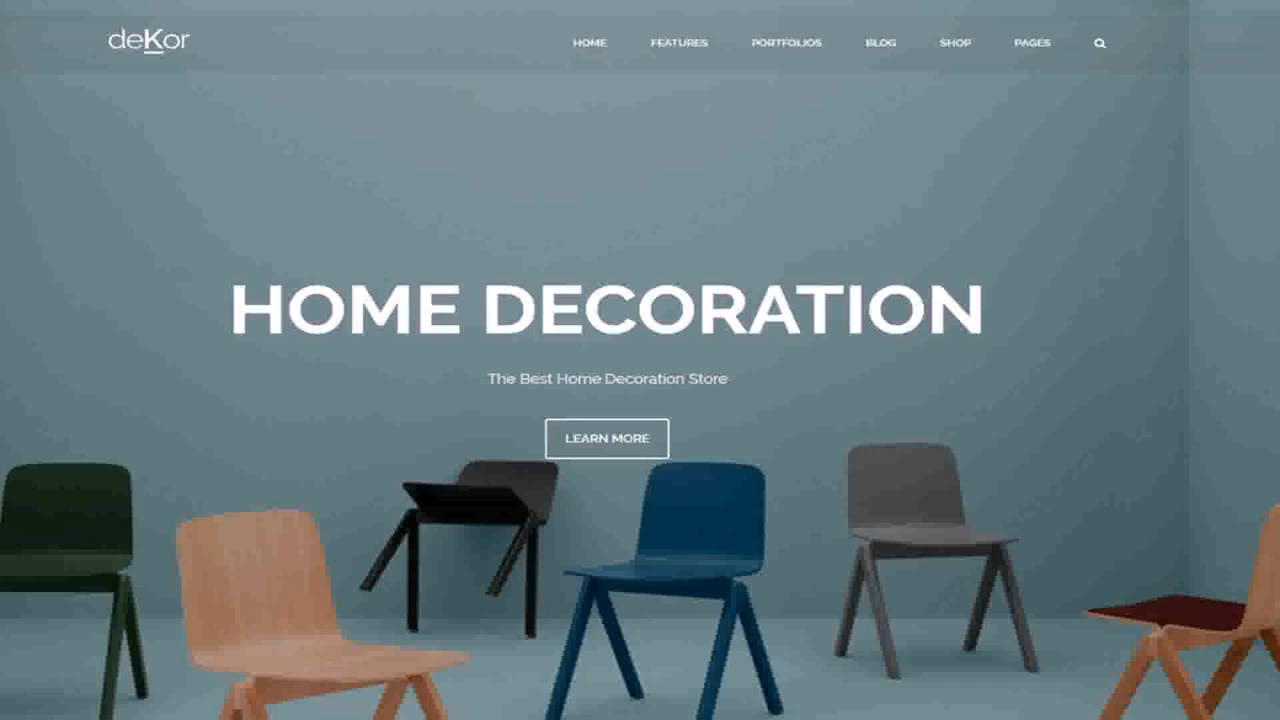 deKor
HOME FEATURES PORTFOLIOS BLOG SHOP PAGES
HOME DECORATION
The Best Home Decoration Store
LEARN MORE